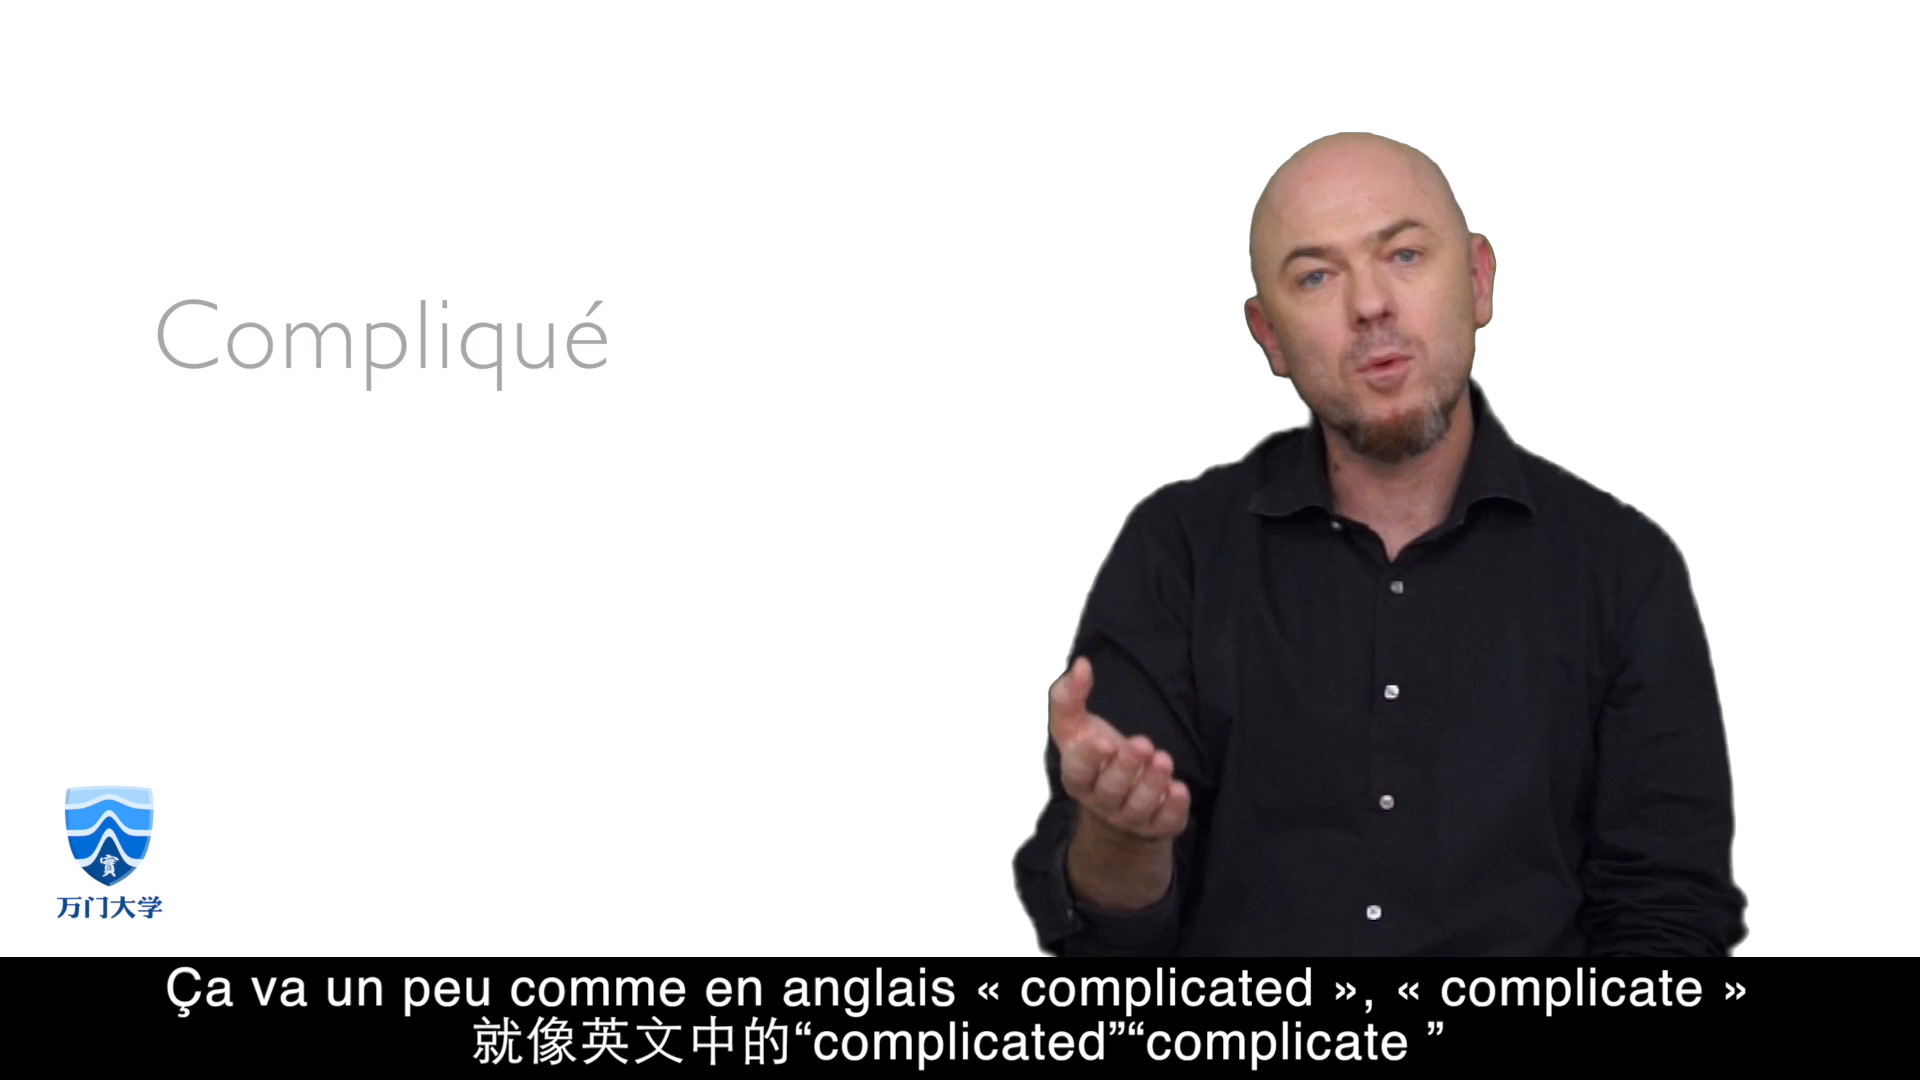 Compliqué
寳
万门大学
Ça va un peu comme en anglais « complicated », « complicate »
就像英文中的“complicated”“complicate ”